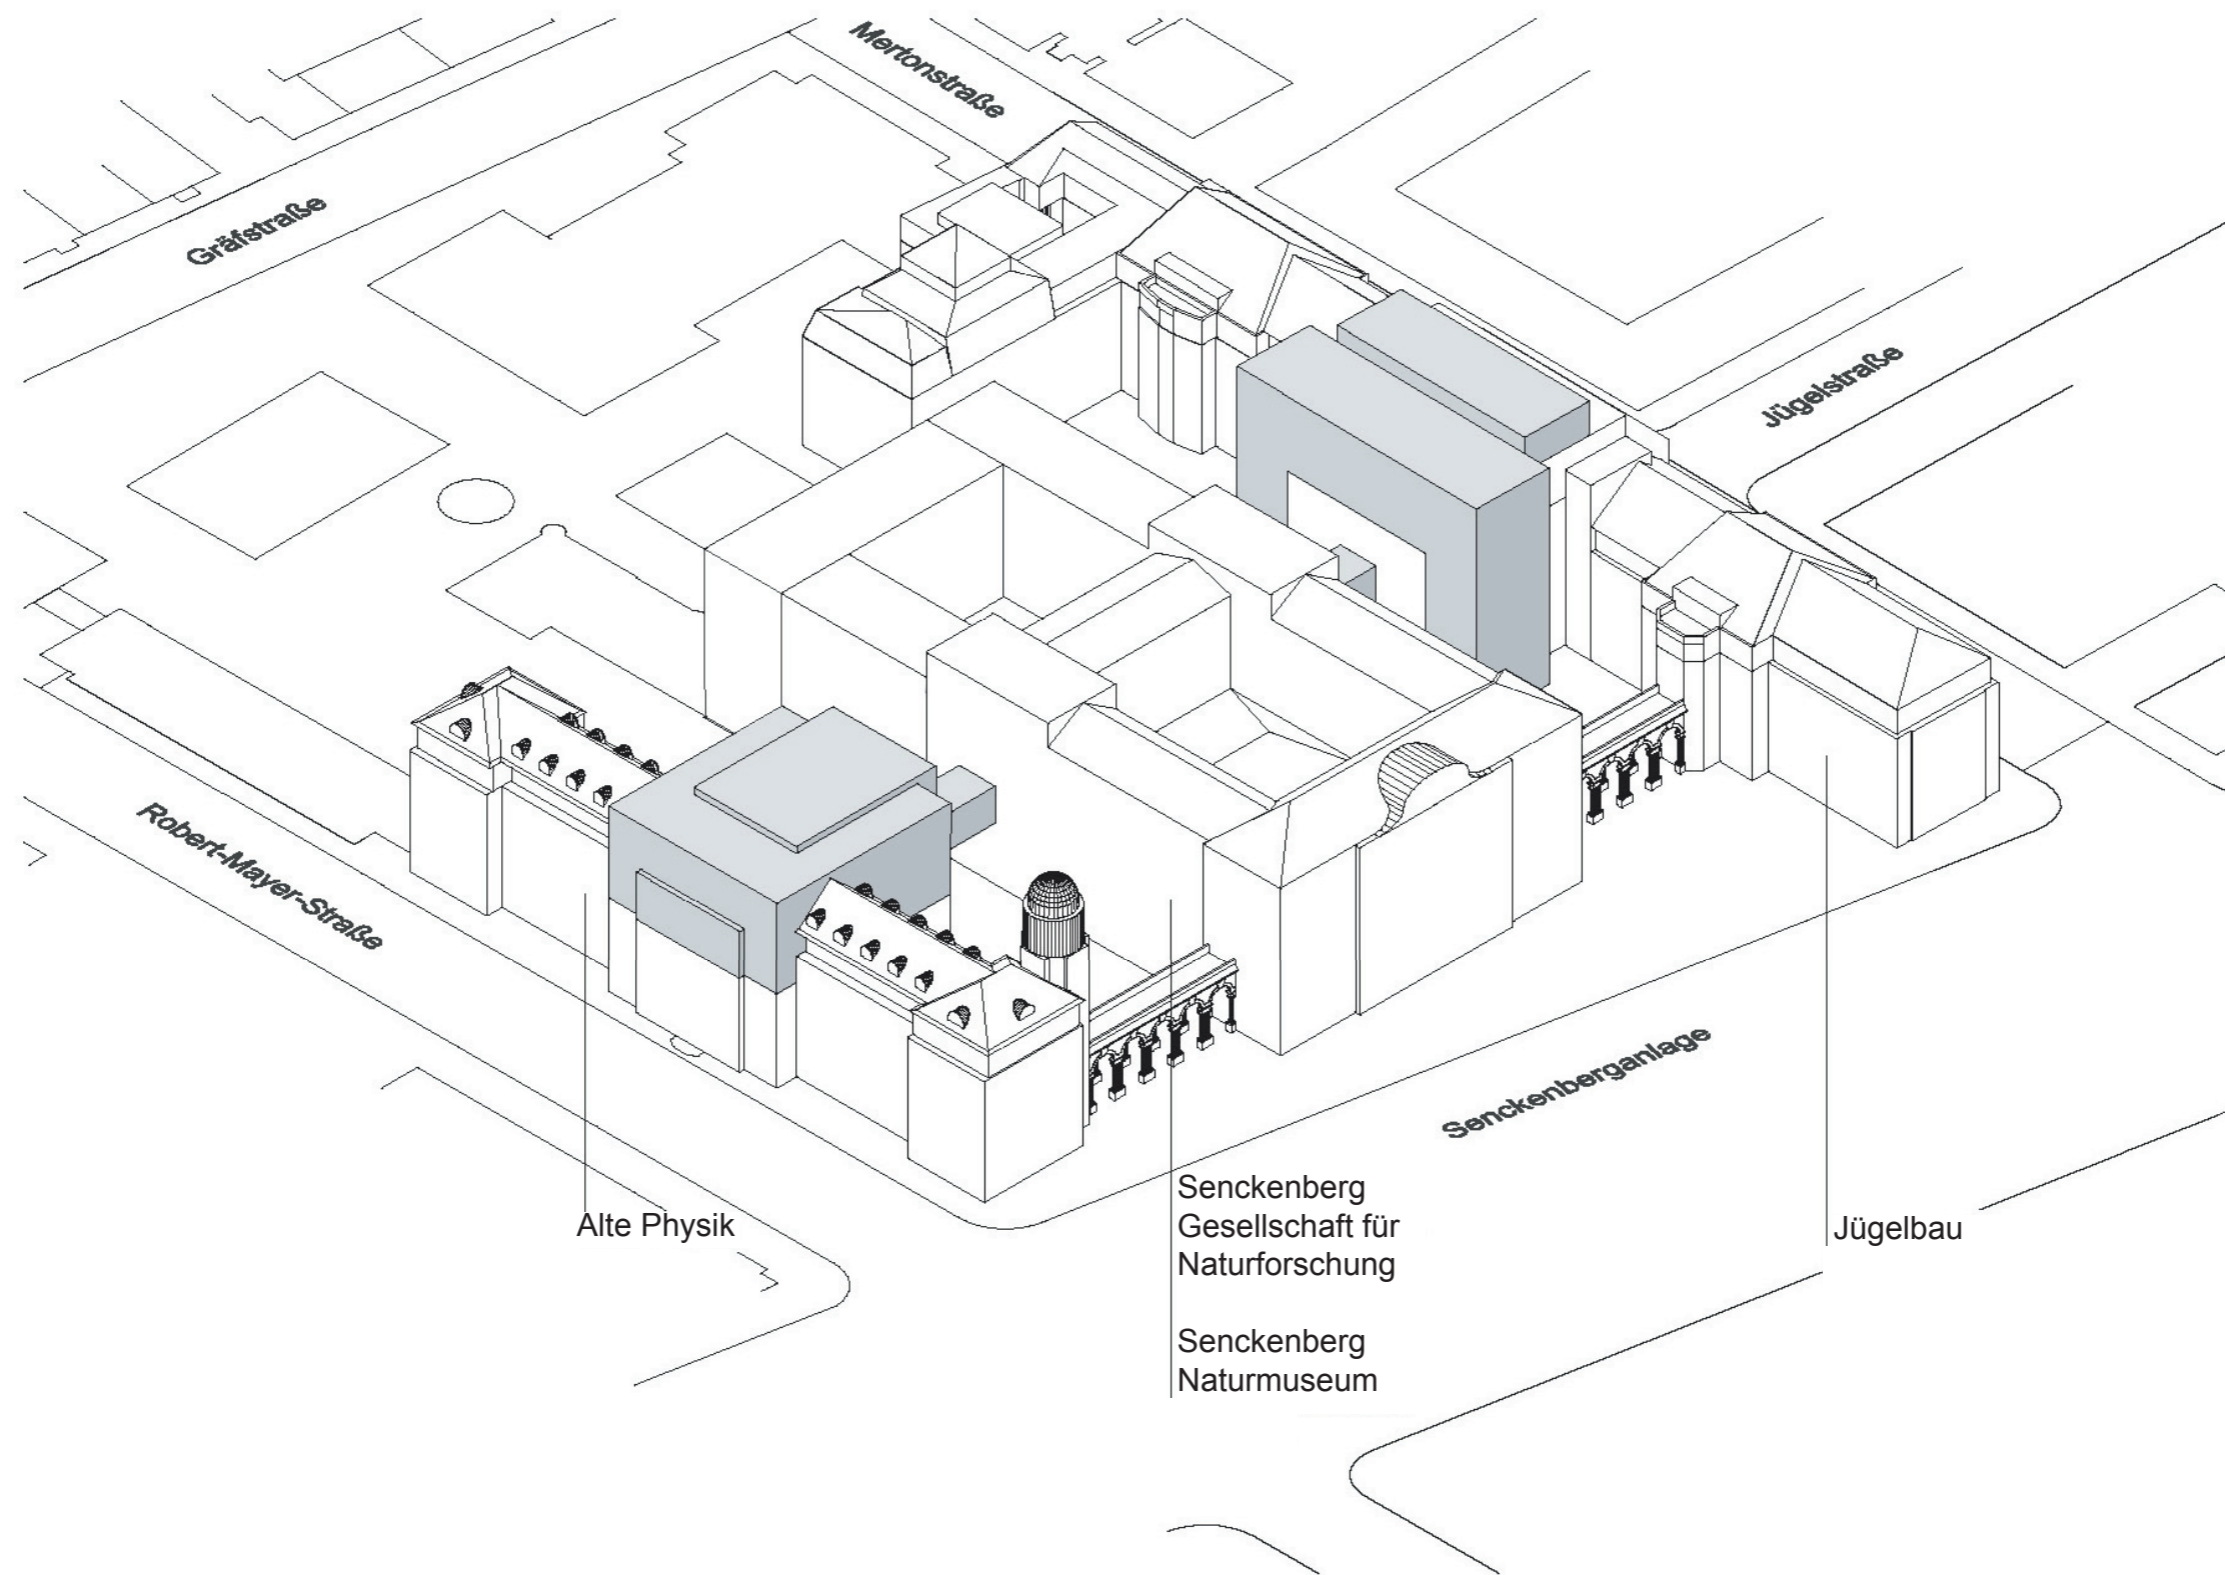 Mertonstraße
Gräfstraße
Jügelstraße
Robert-Mayer-Straße
Senckenberganlage
Alte Physik
Senckenberg
Gesellschaft für
Naturforschung
Senckenberg
Naturmuseum
Jügelbau